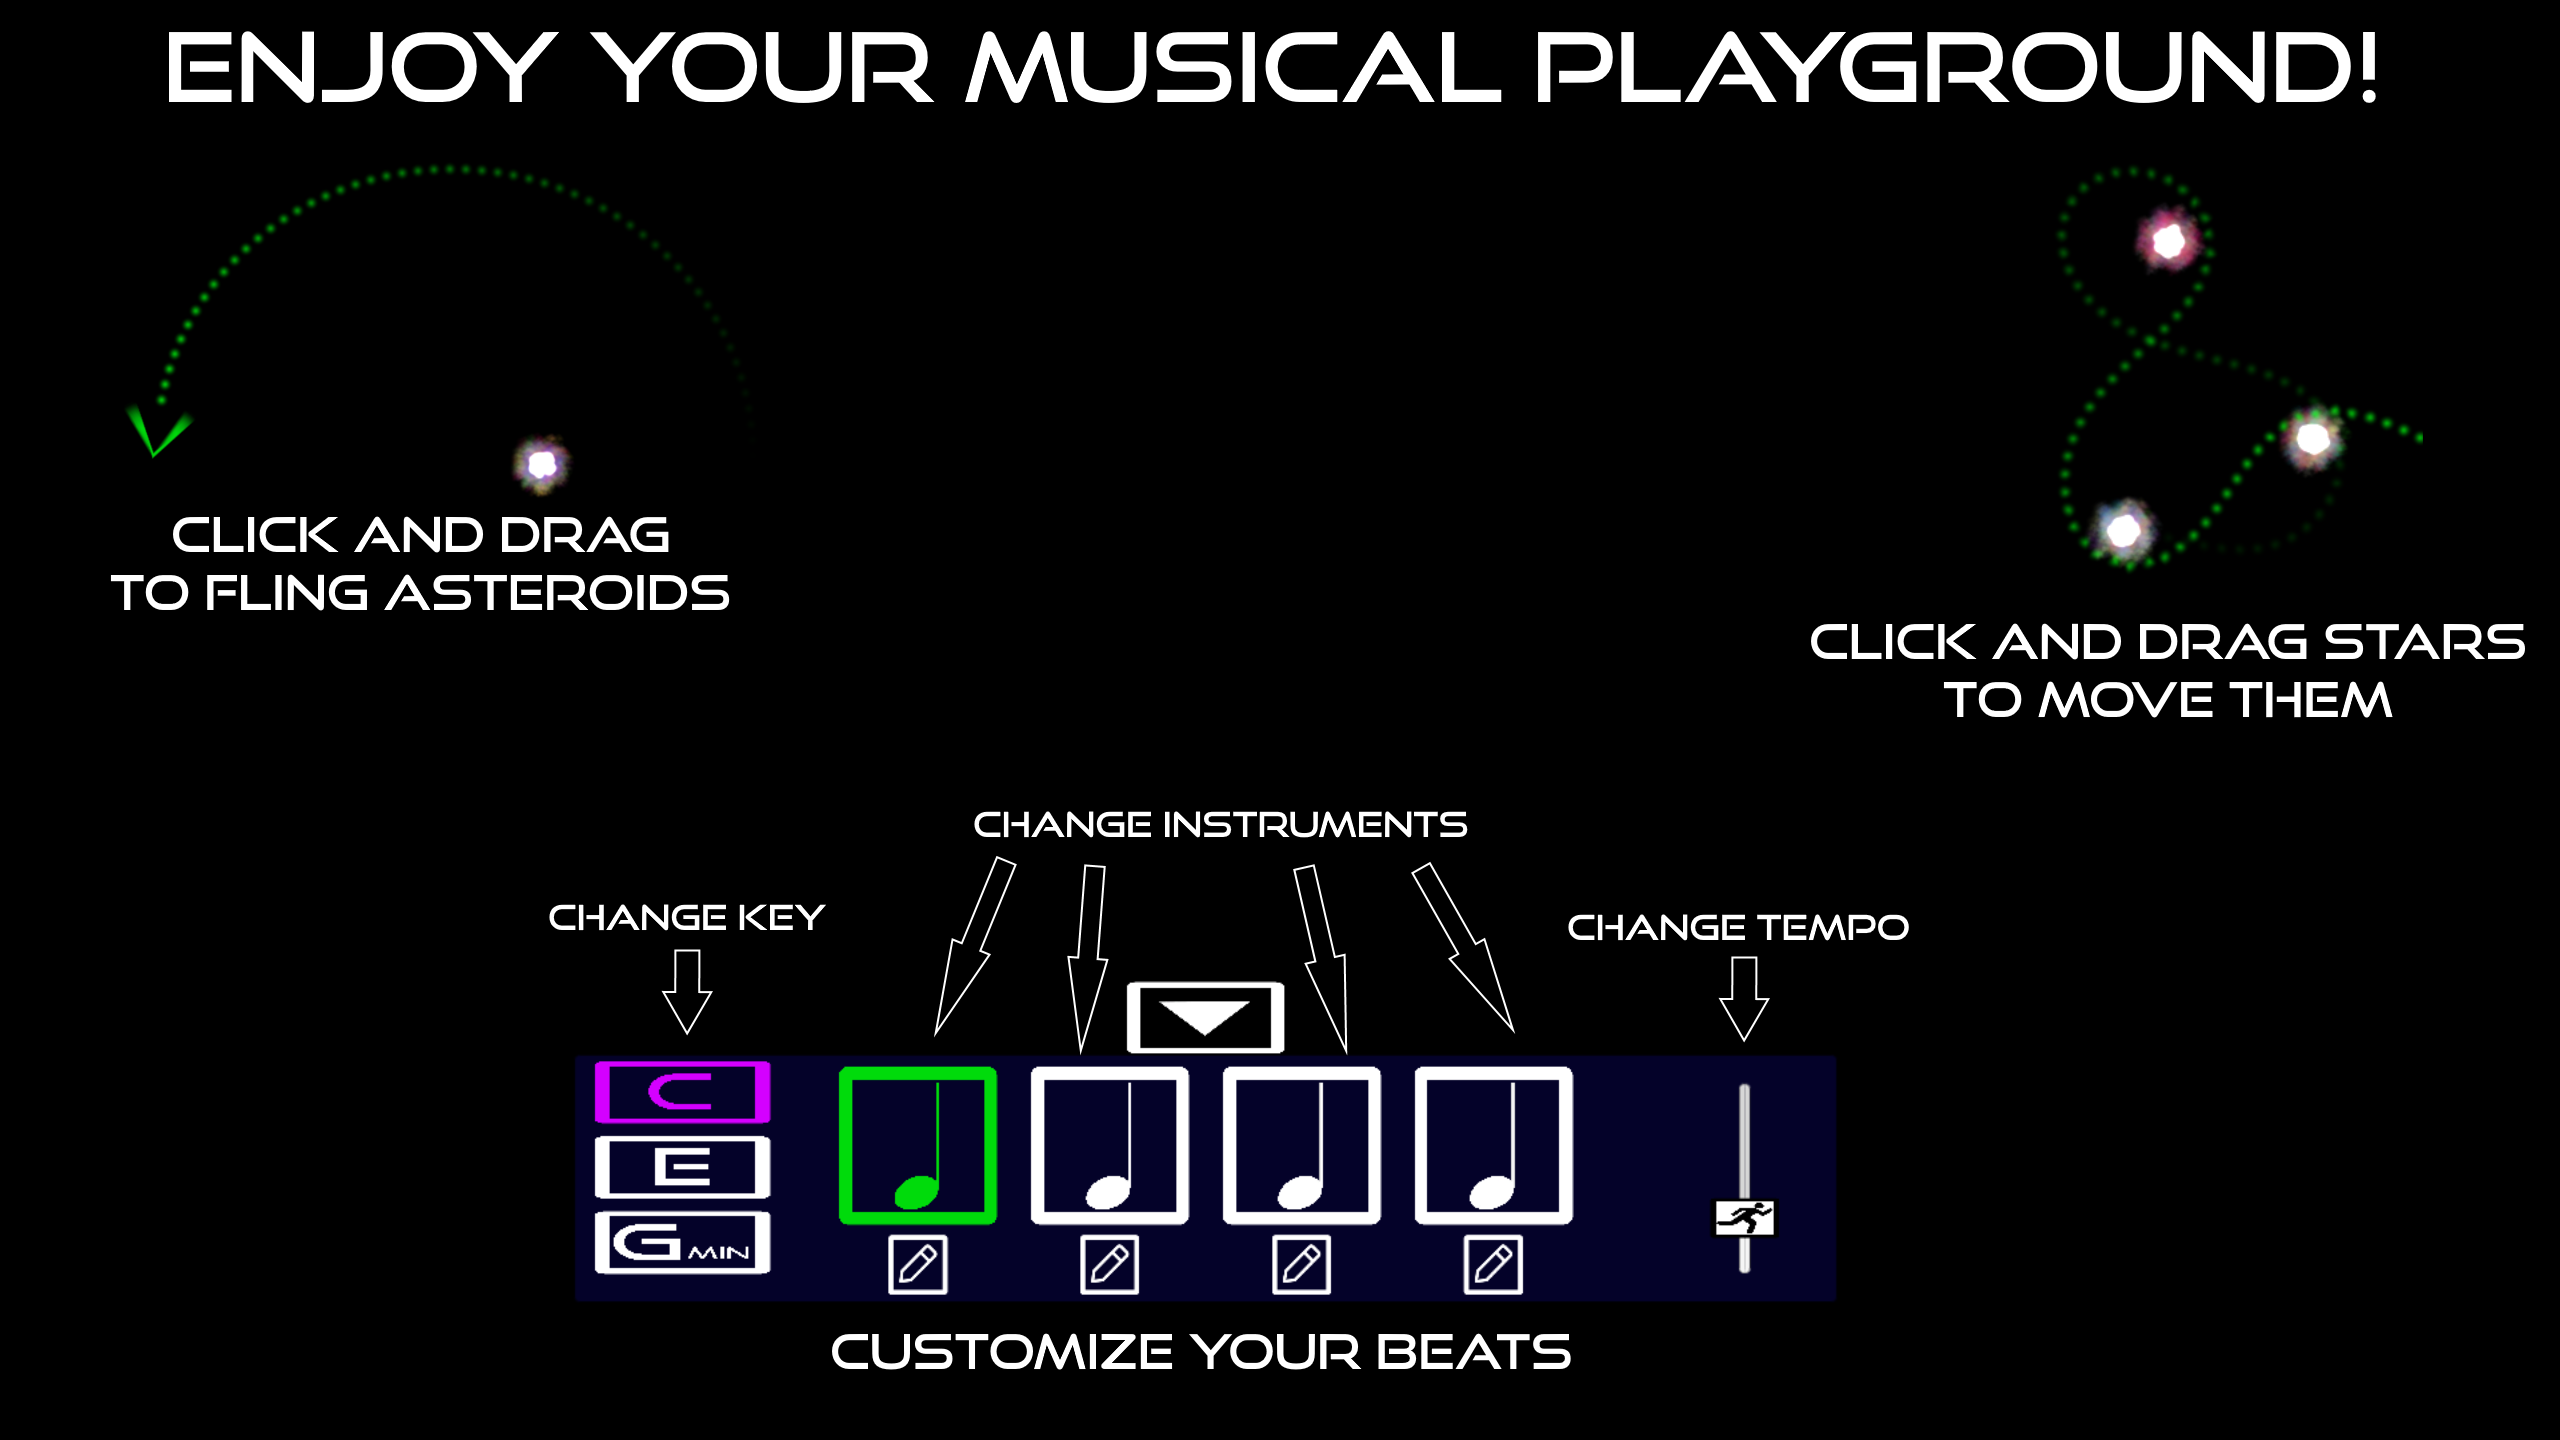 ENJOY YOUR MUSICAL PLAYGROUND!
CLICK AND DRAG
TO FLING ASTEROIDS
CLICK AND DRAG STARS
TO MOVE THEM
CHANGE INSTRUMENTS
CHANGE KEY
CHANGE TEMPO
C
E
G MIN
CUSTOMIZE YOUR BEATS